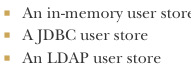 ▪ An in-memory user store
▪ A JDBC user store
▪ An LDAP user store